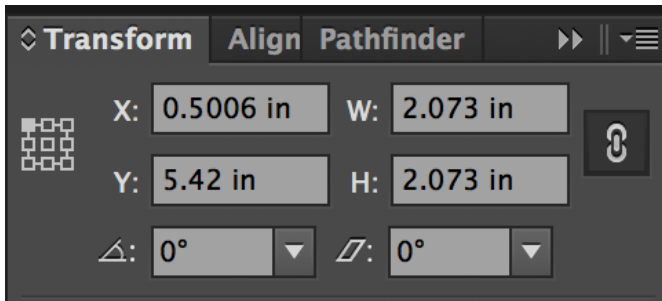 Transform Align Pathfinder
X: 0.5006 in W: 2.073 in
Y: 5.42 in H: 2.073 in
: 0° : 0°